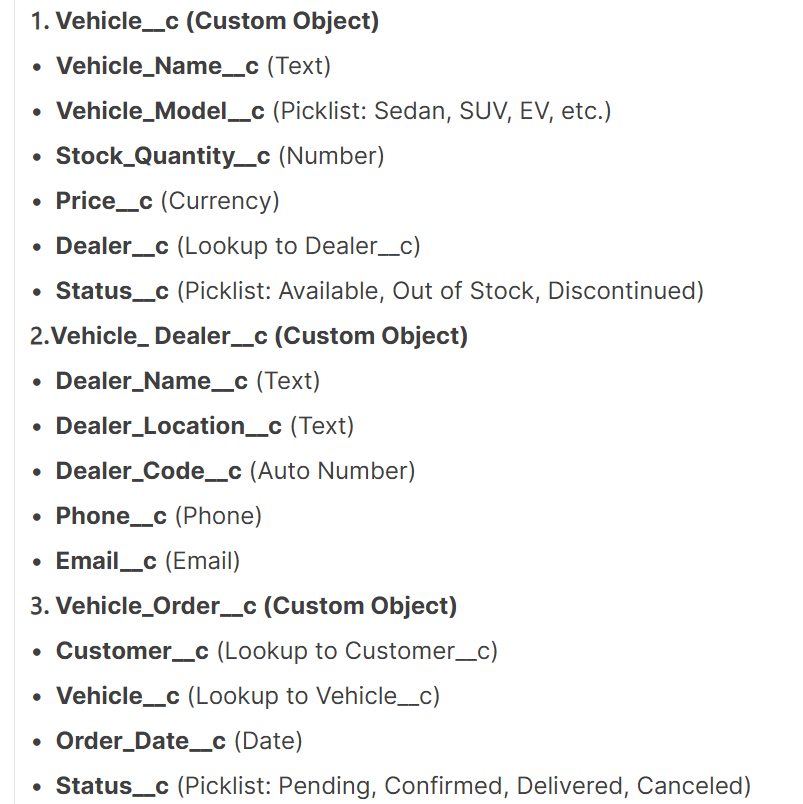 1. Vehicle__c (Custom Object)
• Vehicle_Name__c (Text)
• Vehicle_Model__c (Picklist: Sedan, SUV, EV, etc.)
• Stock_Quantity__c (Number)
• Price__c (Currency)
• Dealer__c (Lookup to Dealer__c)
• Status__c (Picklist: Available, Out of Stock, Discontinued)
2.Vehicle_ Dealer__c (Custom Object)
• Dealer_Name__c (Text)
• Dealer_Location__c (Text)
• Dealer_Code__c (Auto Number)
• Phone__c (Phone)
• Email__c (Email)
3. Vehicle_Order__c (Custom Object)
• Customer__c (Lookup to Customer__c)
• Vehicle__c (Lookup to Vehicle__c)
• Order_Date__c (Date)
• Status__c (Picklist: Pending, Confirmed, Delivered, Canceled)